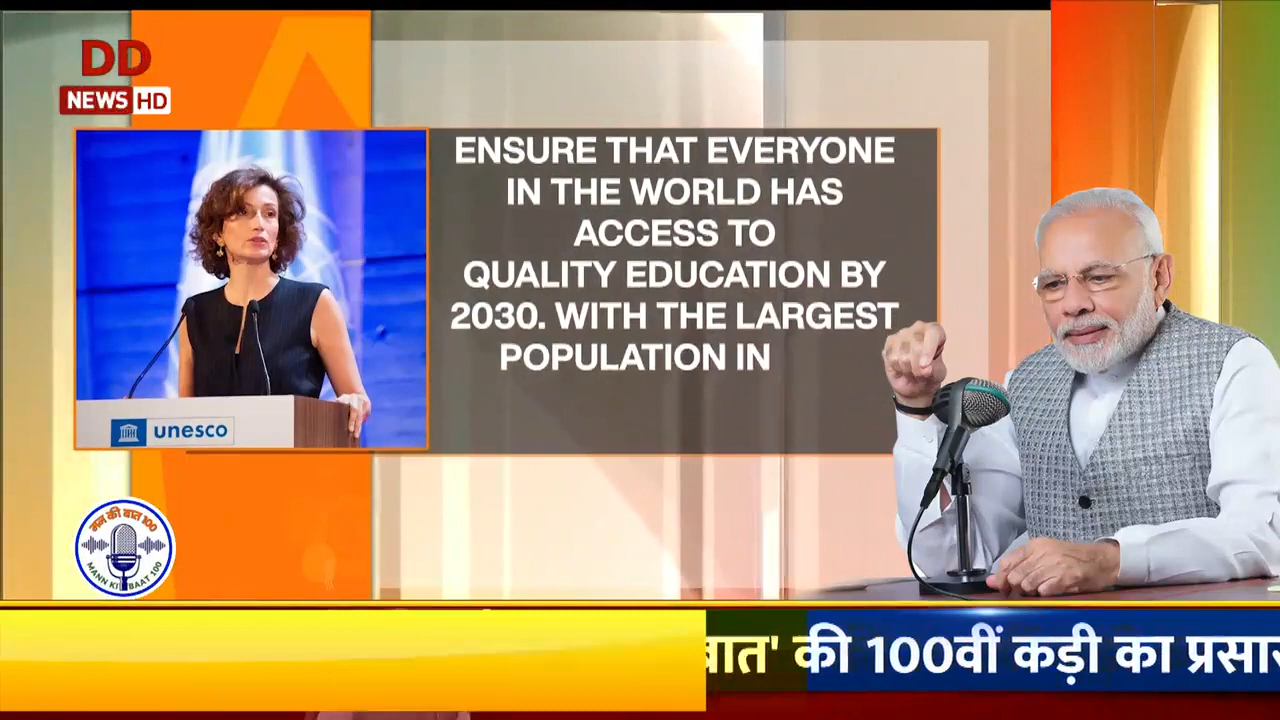 DD
NEWS HD
ENSURE THAT EVERYONE
IN THE WORLD HAS
ACCESS TO
QUALITY EDUCATION BY
2030. WITH THE LARGEST
POPULATION IN
unesco
मन की बात 100
MANN KI BAAT 100
बात' की 100वीं कड़ी का प्रसार